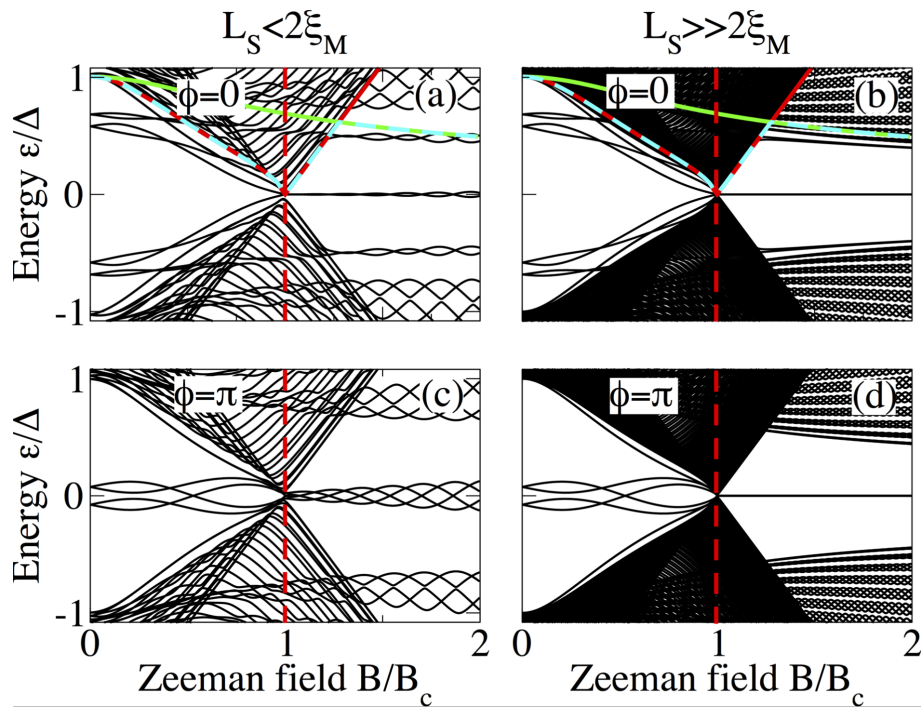 L_S<2ξ_M
L_S>>2ξ_M
Energy ε/Δ
1
0
-1
ϕ=0
(a)
ϕ=0
(b)
Energy ε/Δ
1
0
-1
ϕ=π
(c)
ϕ=π
(d)
0
1
2
0
1
2
Zeeman field B/B_c
Zeeman field B/B_c